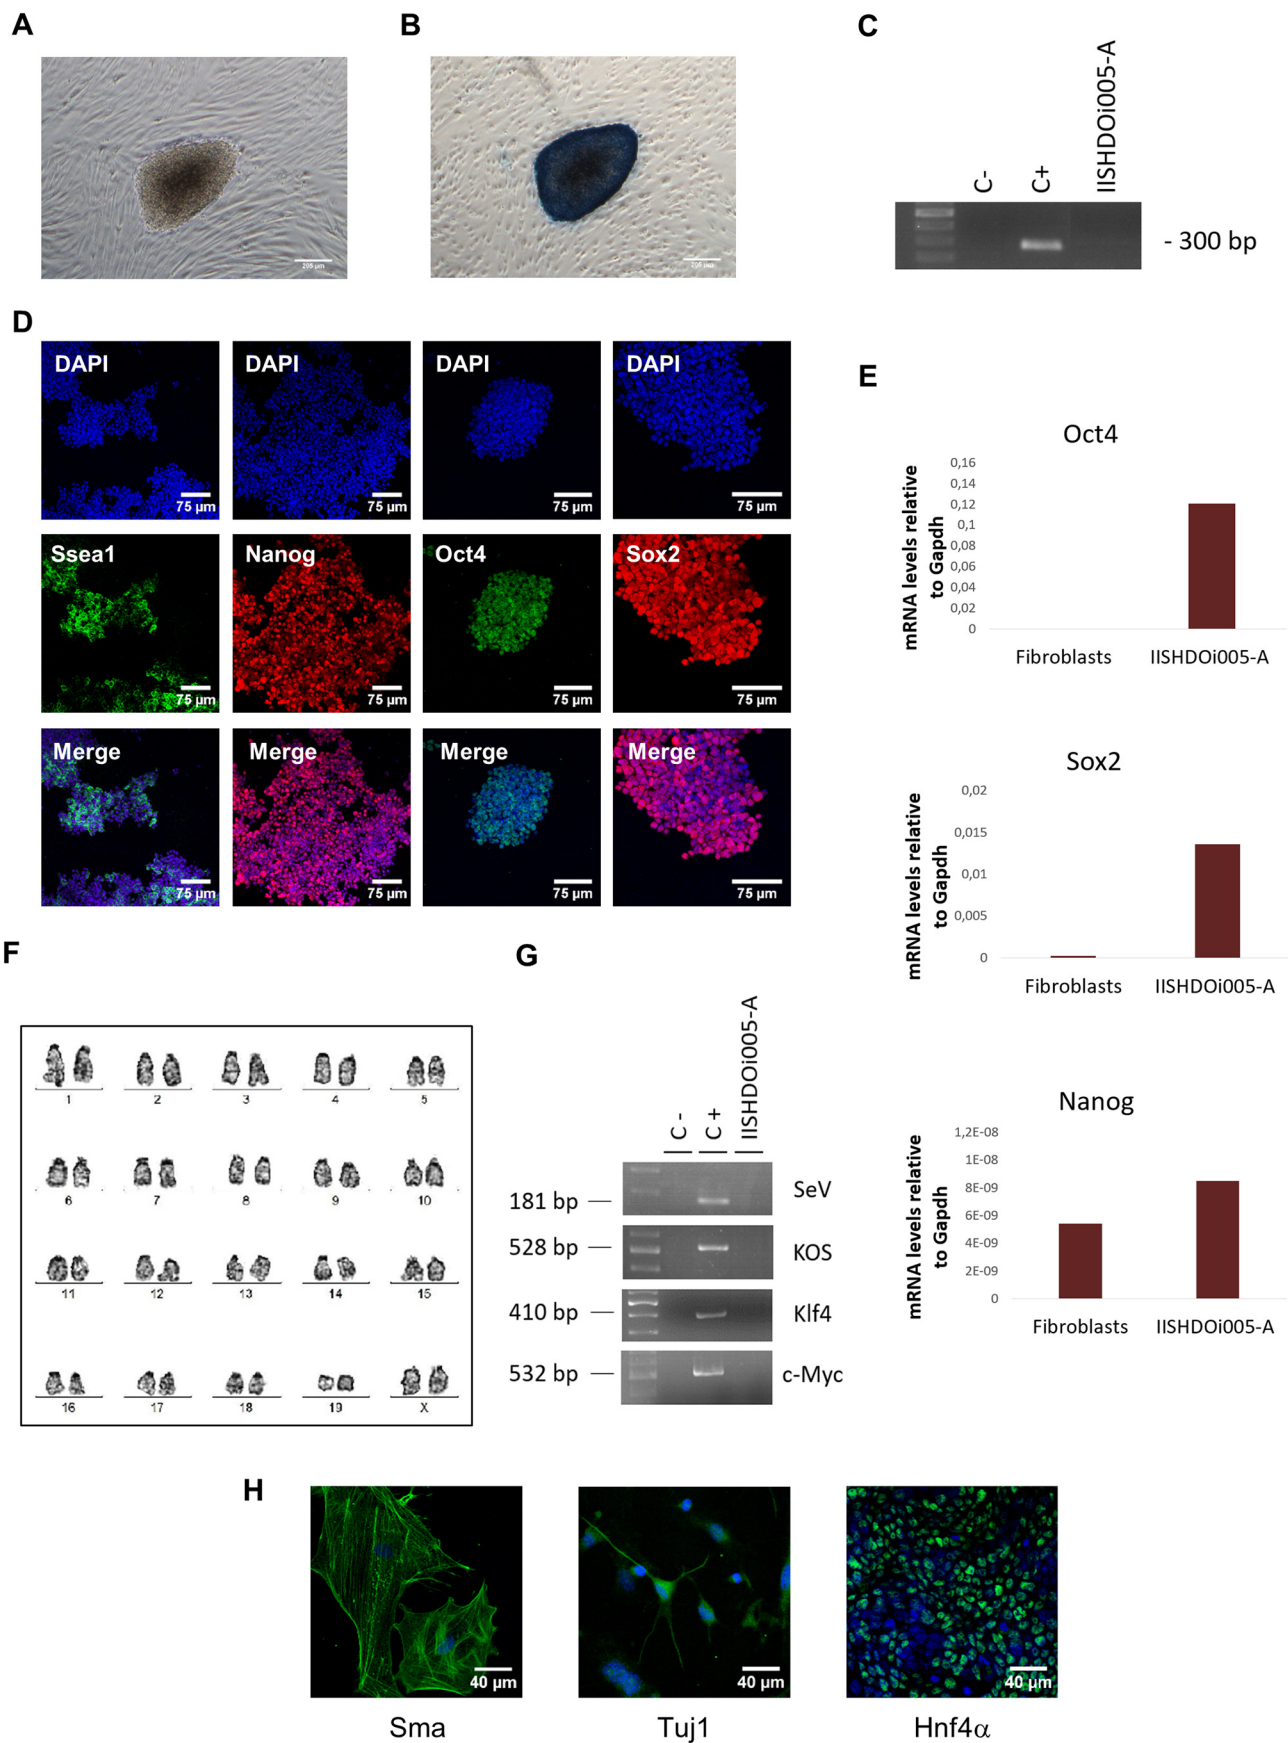 A
B
C
205 µm
205 µm
C-
C+
IISHDOi005-A
- 300 bp
D
DAPI
DAPI
DAPI
DAPI
75 µm
75 µm
75 µm
75 µm
Ssea1
Nanog
Oct4
Sox2
75 µm
75 µm
75 µm
75 µm
Merge
Merge
Merge
Merge
75 µm
75 µm
75 µm
75 µm
E
Oct4
mRNA levels relative
to Gapdh
0,16
0,14
0,12
0,1
0,08
0,06
0,04
0,02
0
Fibroblasts
IISHDOi005-A
Sox2
mRNA levels relative
to Gapdh
0,02
0,015
0,01
0,005
0
Fibroblasts
IISHDOi005-A
Nanog
mRNA levels relative
to Gapdh
1,2E-08
1E-08
8E-09
6E-09
4E-09
2E-09
0
Fibroblasts
IISHDOi005-A
F
1
2
3
4
5
6
7
8
9
10
11
12
13
14
15
16
17
18
19
X
G
C -
C +
IISHDOi005-A
181 bp
SeV
528 bp
KOS
410 bp
Klf4
532 bp
c-Myc
H
40 µm
40 µm
40 µm
Sma
Tuj1
Hnf4α